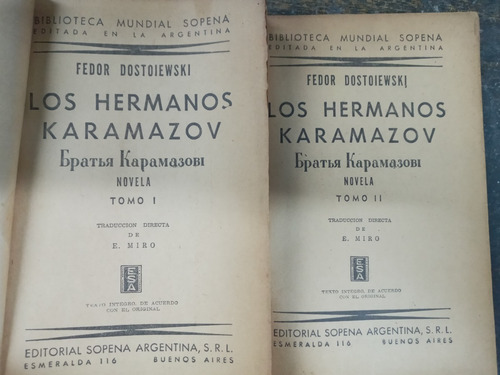 BIBLIOTECA MUNDIAL SOPENA
EDITADA EN LA ARGENTINA
FEDOR DOSTOIEWSKI
LOS HERMANOS
KARAMAZOV
Братья Карамазові
NOVELA
TOMO I
TRADUCCION DIRECTA
DE
E. MIRO
ESA
TEXTO INTEGRO DE ACUERDO
CON EL ORIGINAL
EDITORIAL SOPENA ARGENTINA, S. R. L.
ESMERALDA 116 BUENOS AIRES
BIBLIOTECA MUNDIAL SOPENA
EDITADA EN LA ARGENTINA
FEDOR DOSTOIEWSKI
LOS HERMANOS
KARAMAZOV
Братья Карамазові
NOVELA
TOMO II
TRADUCCION DIRECTA
DE
E. MIRO
ESA
TEXTO INTEGRO DE ACUERDO
CON EL ORIGINAL
EDITORIAL SOPENA ARGENTINA, S. R. L.
ESMERALDA 116 BUENOS AIRES